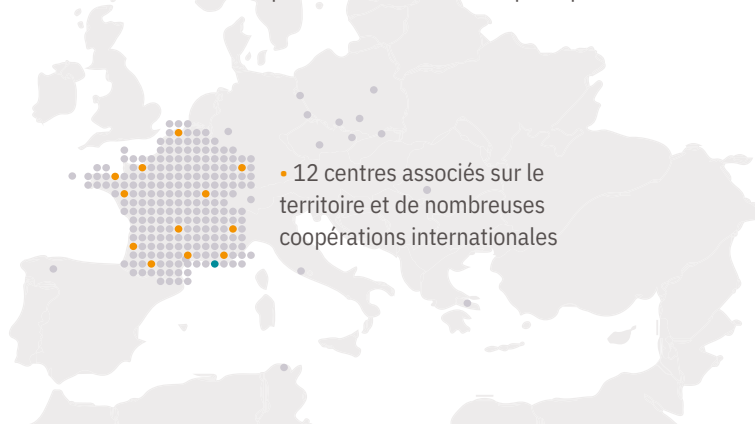 • 12 centres associés sur le
territoire et de nombreuses
coopérations internationales